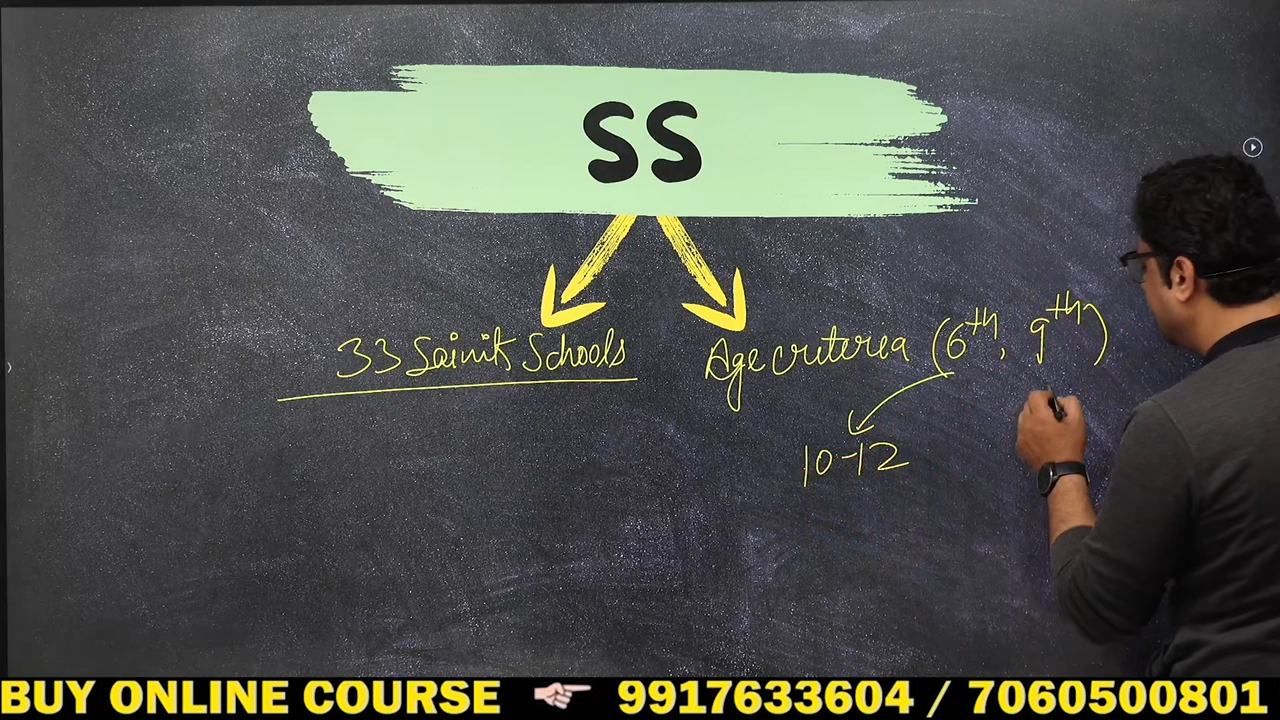 SS
33 Sainik Schools
Age criterea (6th, 9th)
10-12
BUY ONLINE COURSE 9917633604 / 7060500801